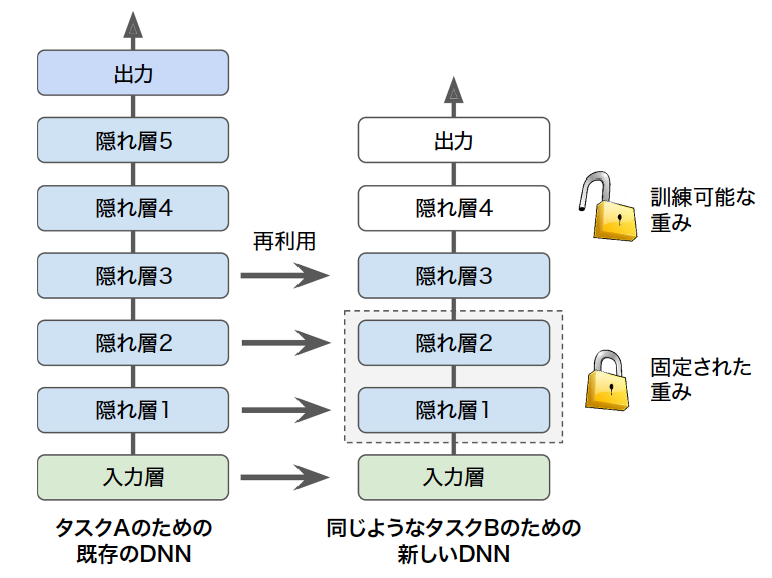 出力
隠れ層5
隠れ層4
隠れ層3
隠れ層2
隠れ層1
入力層
タスクAのための
既存のDNN
再利用
出力
隠れ層4
隠れ層3
隠れ層2
隠れ層1
入力層
同じようなタスクBのための
新しいDNN
訓練可能な
重み
固定された
重み